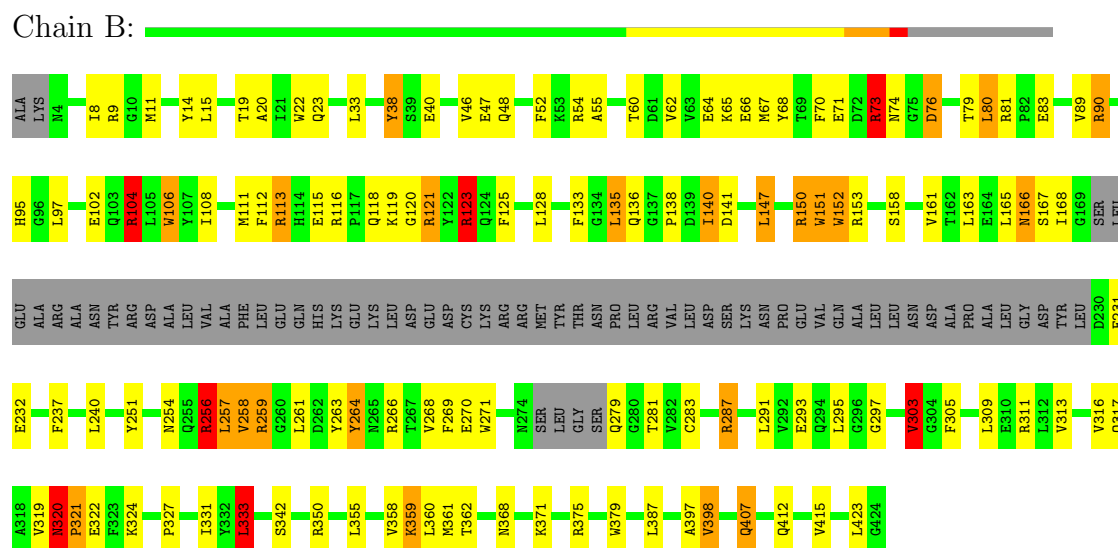 Chain B:
ALA LYS N4 I8 R9 G10 M11 Y14 L15 T19 A20 I21 W22 Q23 L33 Y38 S39 E40 V46 E47 Q48 F52 K53 R54 A55 T60 D61 V62 V63 E64 K65 E66 M67 Y68 T69 F70 E71 D72 R73 N74 G75 D76 T79 L80 R81 P82 E83 V89 R90
H95 G96 L97 E102 Q103 R104 L105 W106 Y107 I108 M111 F112 R113 H114 E115 R116 P117 Q118 K119 G120 R121 Y122 R123 Q124 F125 L128 F133 G134 L135 Q136 G137 P138 D139 I140 D141 L147 R150 W151 W152 R153 S158 V161 T162 L163 E164 L165 N166 S167 I168 G169 SER LEU
GLU ALA ARG ALA ASN TYR ARG ASP ALA LEU VAL ALA PHE LEU GLU GLN HIS LYS GLU LYS LEU ASP GLU ASP CYS LYS ARG ARG MET TYR THR ASN PRO LEU ARG VAL LEU ASP SER LYS ASN PRO GLU VAL GLN ALA LEU LEU ASN ASP ALA PRO ALA LEU GLY ASP TYR LEU D230 E231
E232 F237 L240 Y251 N254 Q255 R256 L257 V258 R259 G260 L261 D262 Y263 Y264 N265 R266 T267 V268 F269 E270 W271 N274 SER LEU GLY SER Q279 G280 T281 V282 C283 R287 L291 V292 E293 Q294 L295 G296 G297 V303 G304 F305 L309 E310 R311 L312 V313 V316 Q317
A318 V319 N320 P321 E322 F323 K324 P327 I331 Y332 L333 S342 R350 L355 V358 K359 L360 M361 T362 N368 K371 R375 W379 L387 A397 V398 Q407 Q412 V415 L423 G424